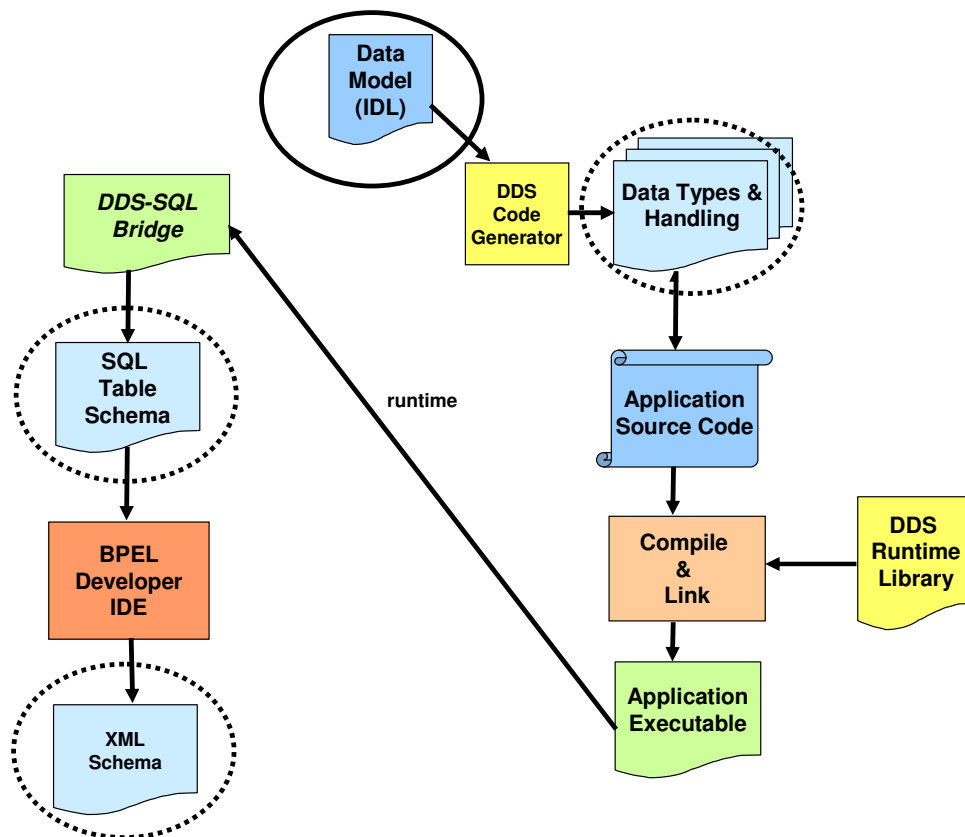 Data
Model
(IDL)
DDS
Code
Generator
Data Types &
Handling
DDS-SQL
Bridge
SQL
Table
Schema
runtime
Application
Source Code
BPEL
Developer
IDE
Compile
&
Link
DDS
Runtime
Library
XML
Schema
Application
Executable